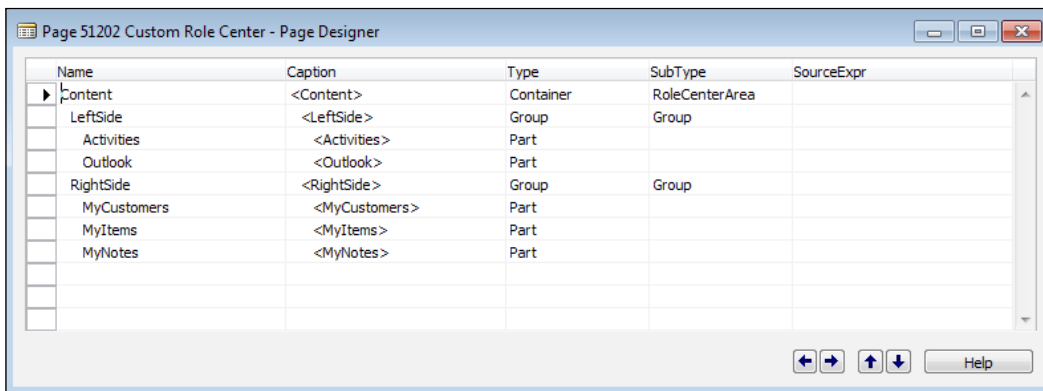 Page 51202 Custom Role Center - Page Designer
Name Caption Type SubType SourceExpr
Content <Content> Container RoleCenterArea
LeftSide <LeftSide> Group Group
Activities <Activities> Part
Outlook <Outlook> Part
RightSide <RightSide> Group Group
MyCustomers <MyCustomers> Part
MyItems <MyItems> Part
MyNotes <MyNotes> Part
Help